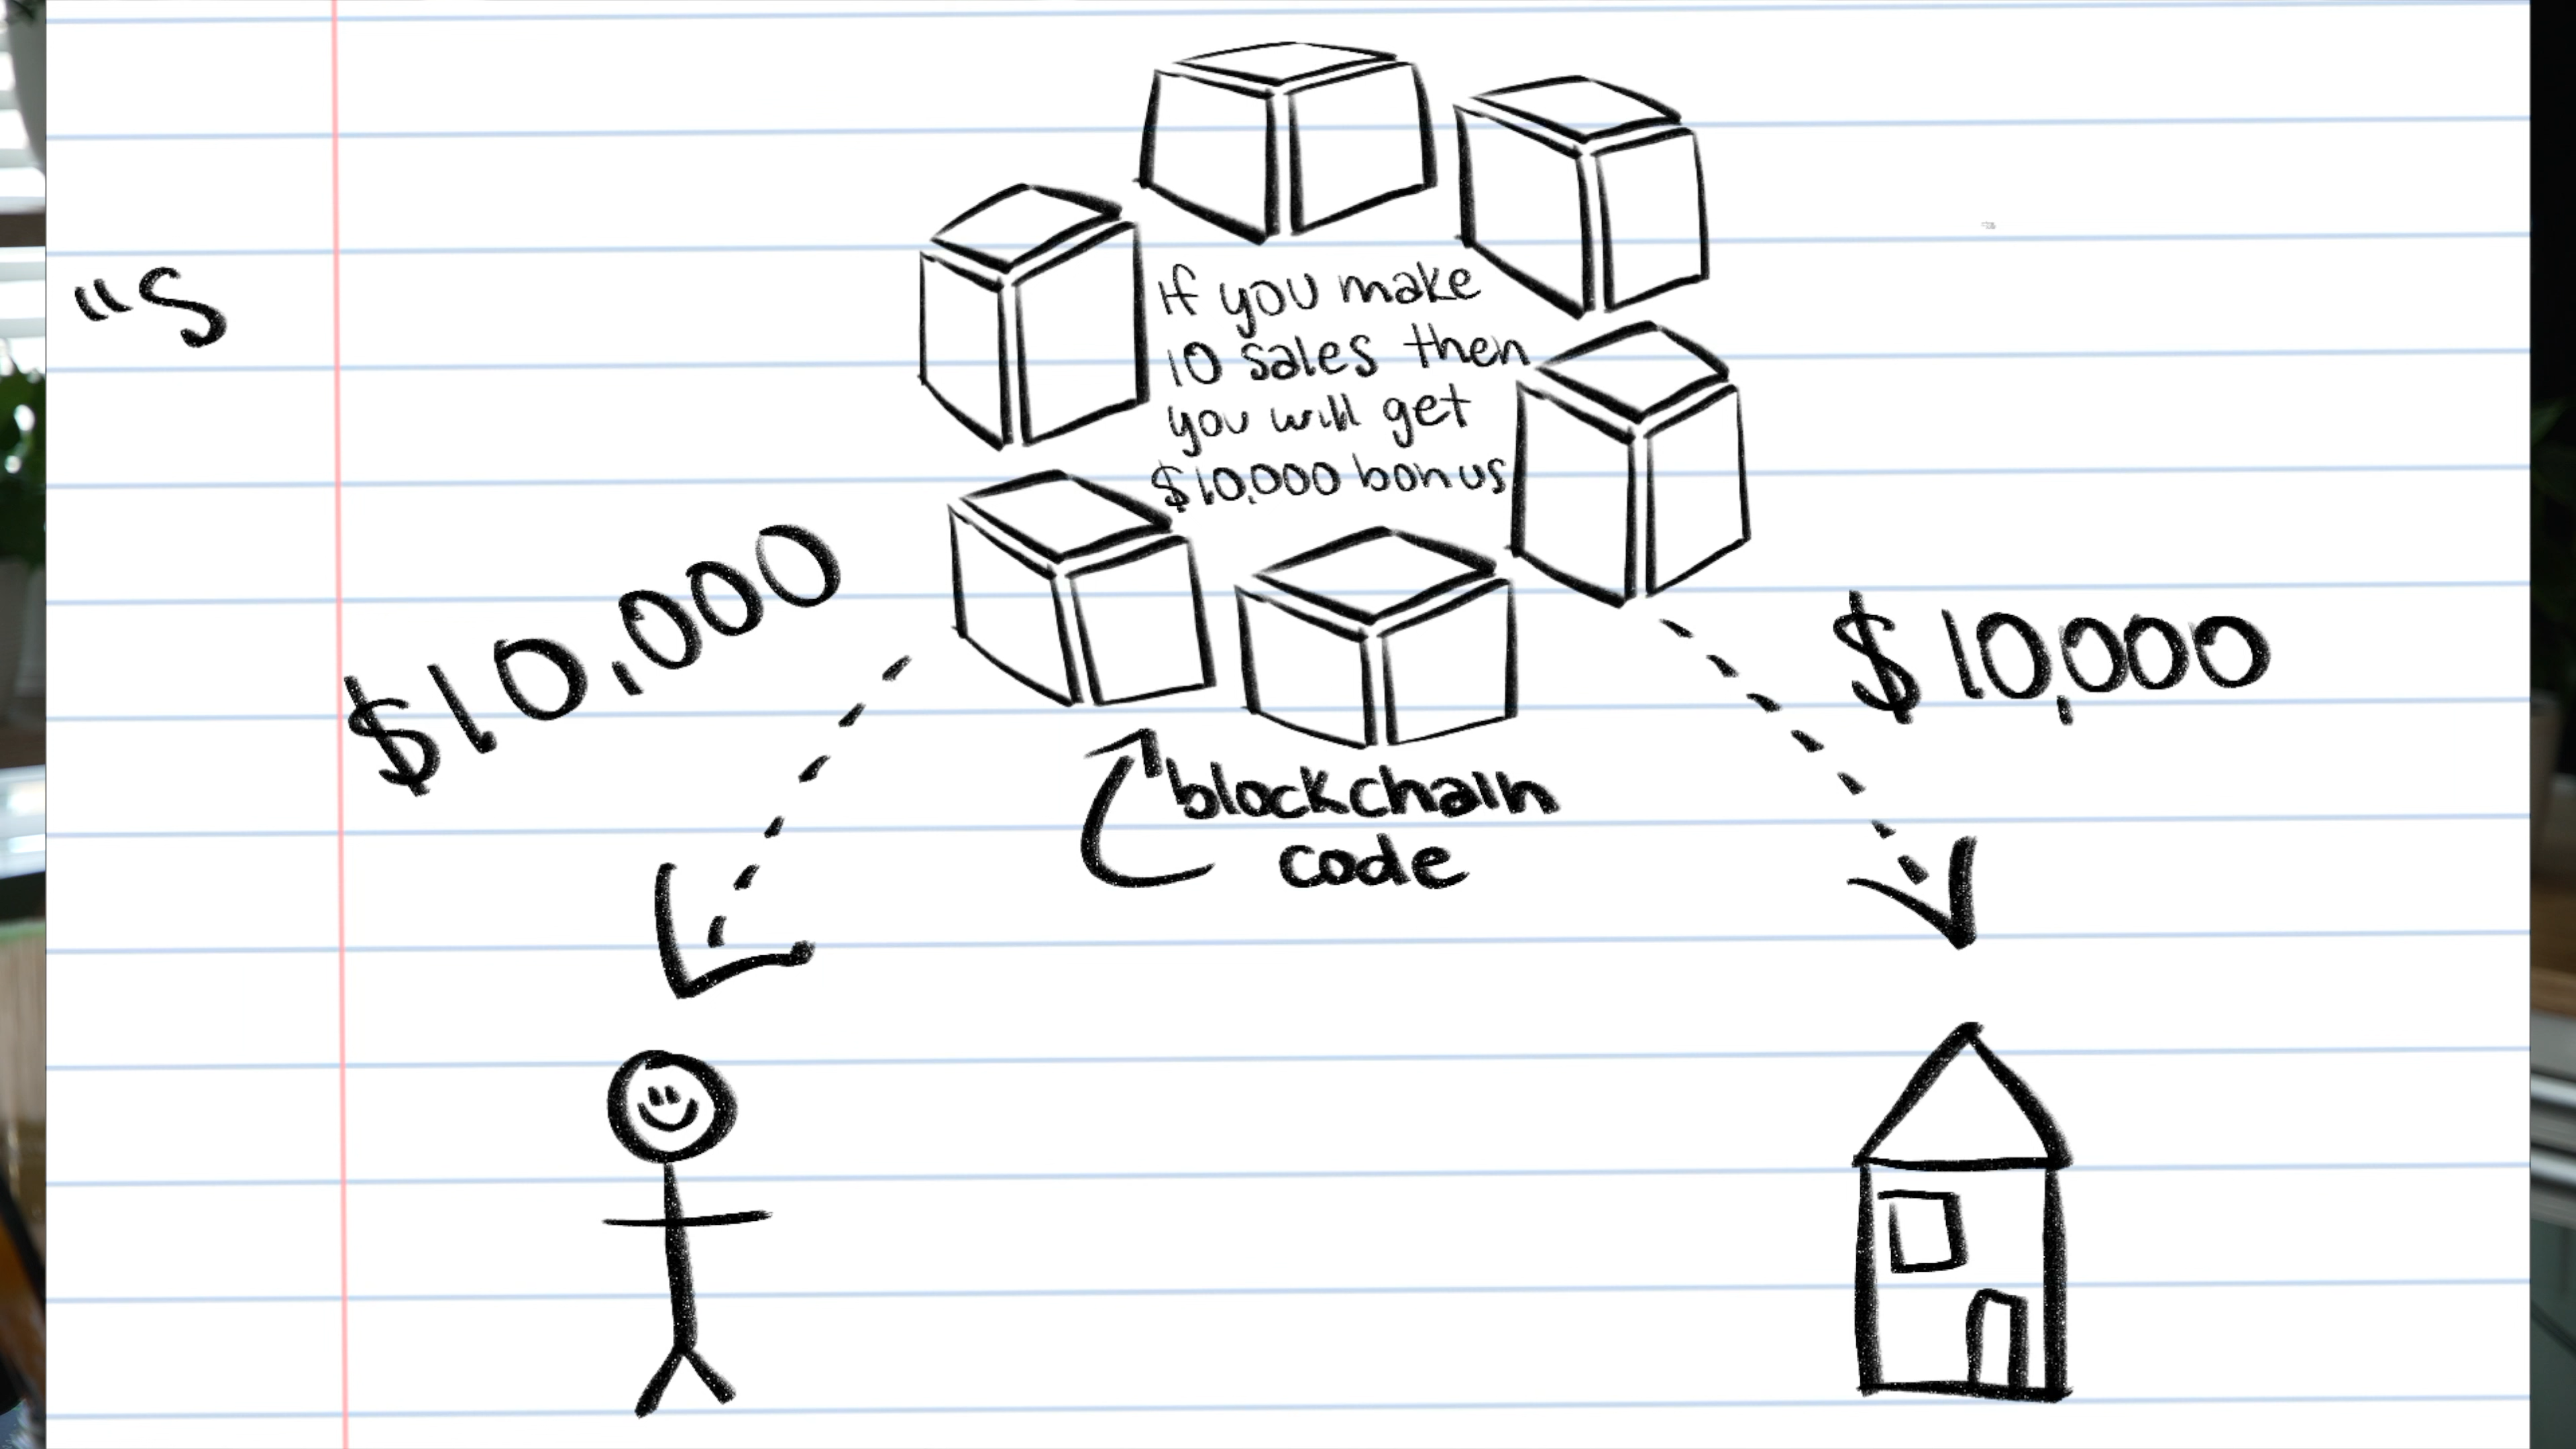 "S
If you make
10 sales then
you will get
$10,000 bonus
$10,000
$10,000
blockchain
code